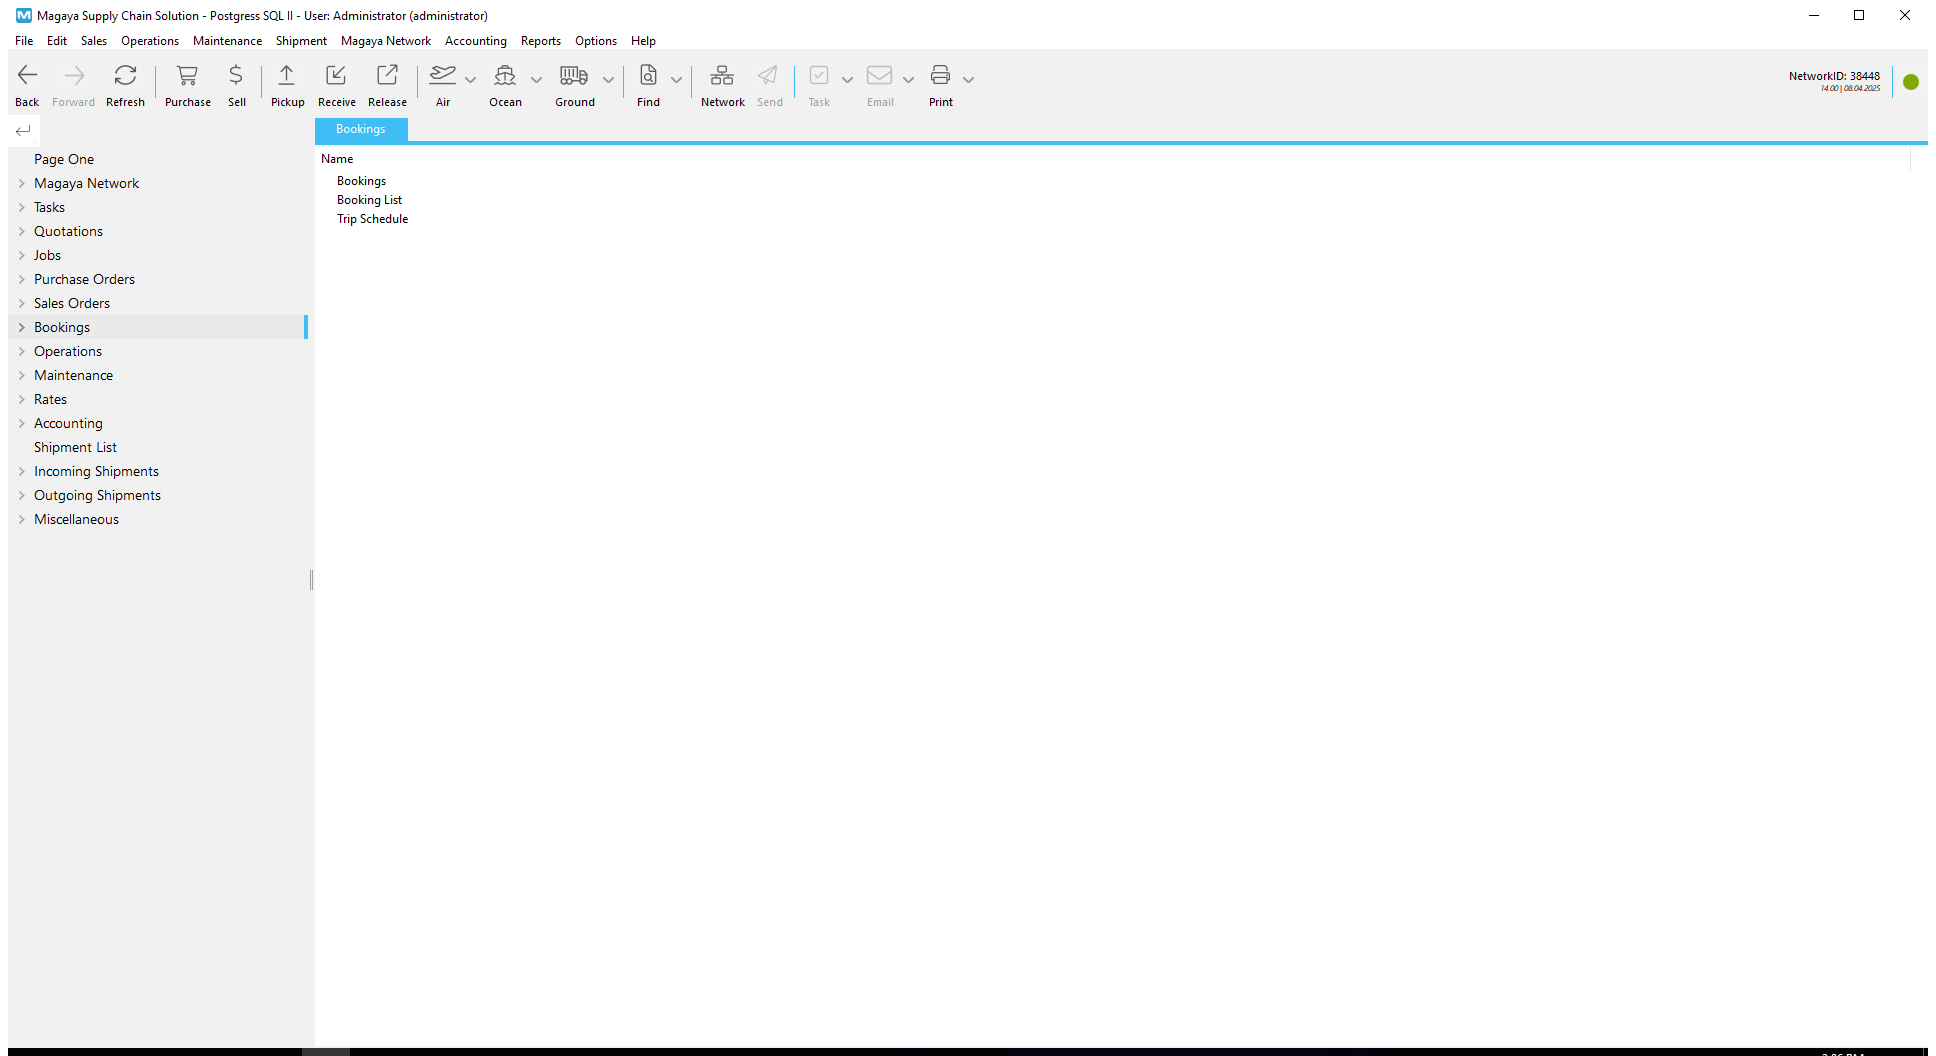 Magaya Supply Chain Solution - Postgress SQL II - User: Administrator (administrator)
File Edit Sales Operations Maintenance Shipment Magaya Network Accounting Reports Options Help
Back Forward Refresh Purchase Sell Pickup Receive Release Air Ocean Ground Find Network Send Task Email Print
NetworkID: 38448
14.00 | 08.04.2025
Bookings
Name
Bookings
Booking List
Trip Schedule
Page One
Magaya Network
Tasks
Quotations
Jobs
Purchase Orders
Sales Orders
Bookings
Operations
Maintenance
Rates
Accounting
Shipment List
Incoming Shipments
Outgoing Shipments
Miscellaneous